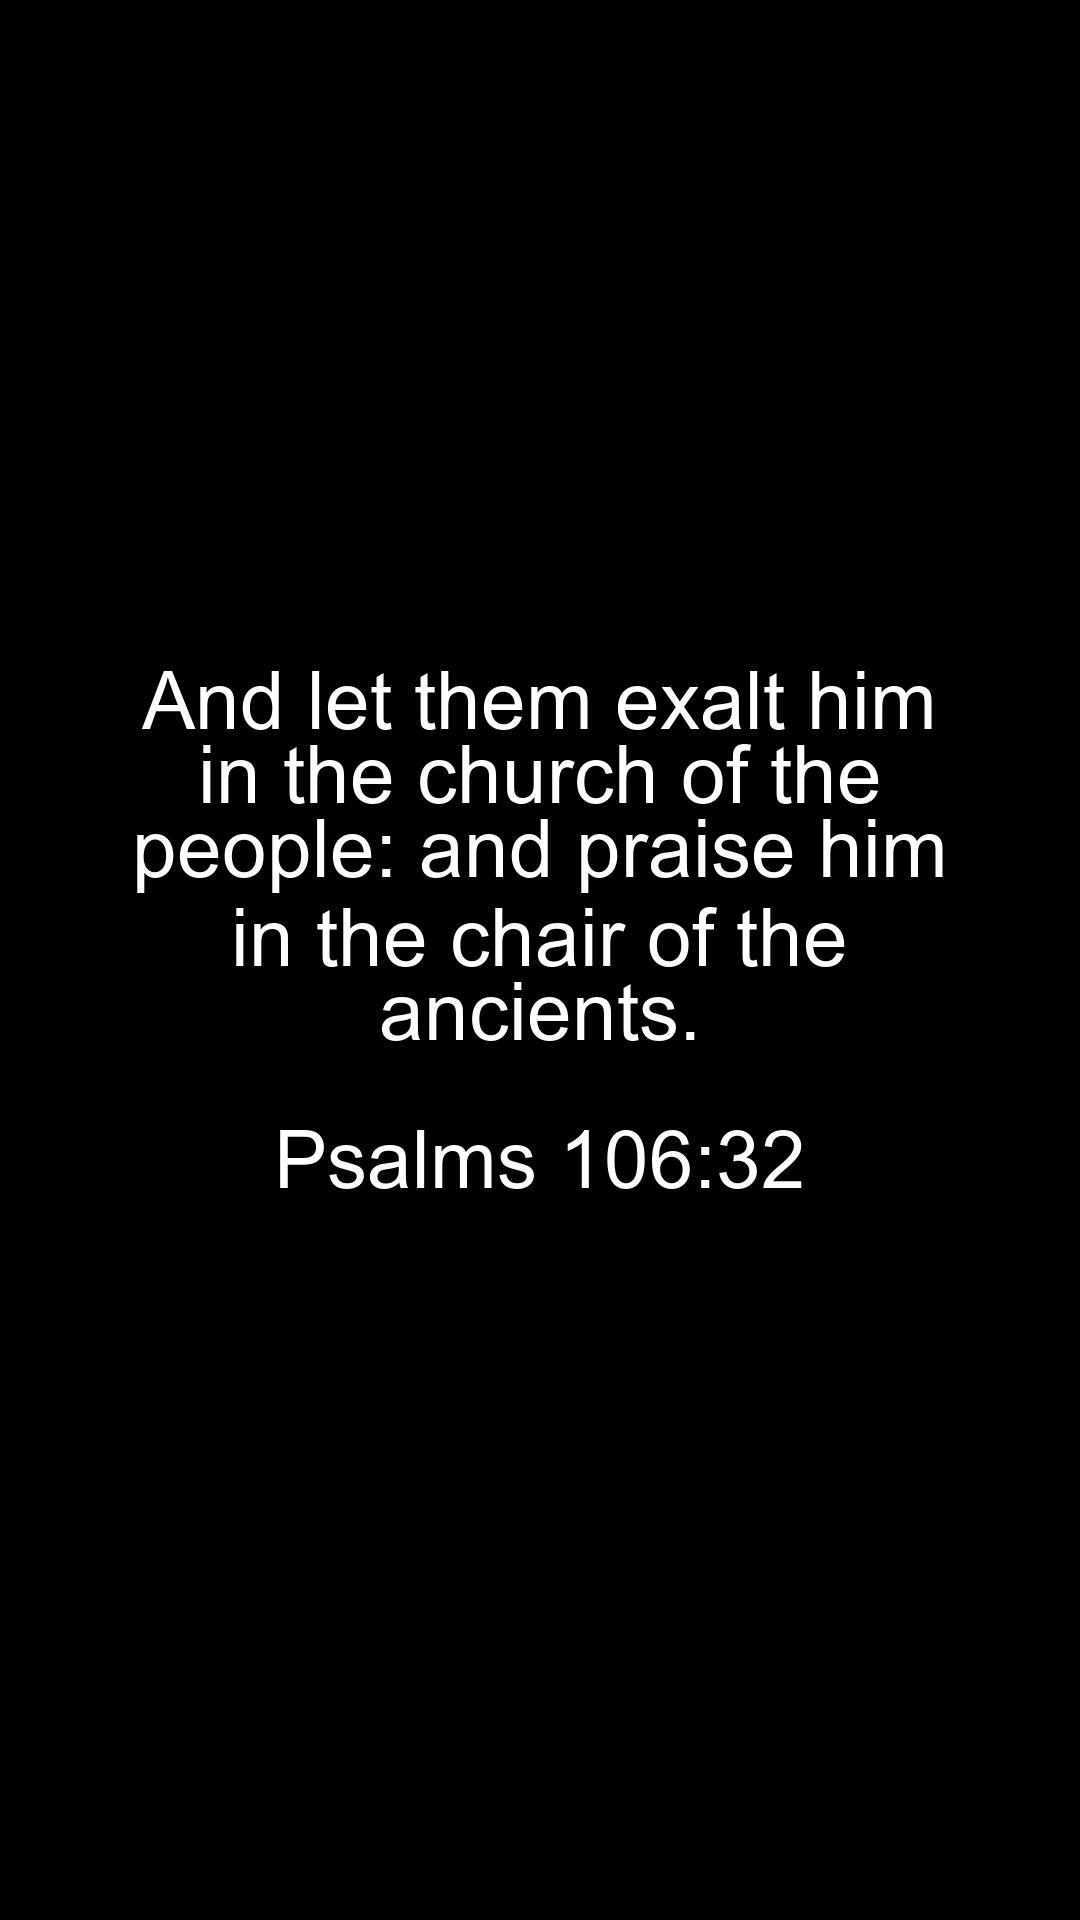 And let them exalt him
in the church of the
people: and praise him
in the chair of the
ancients.
Psalms 106:32